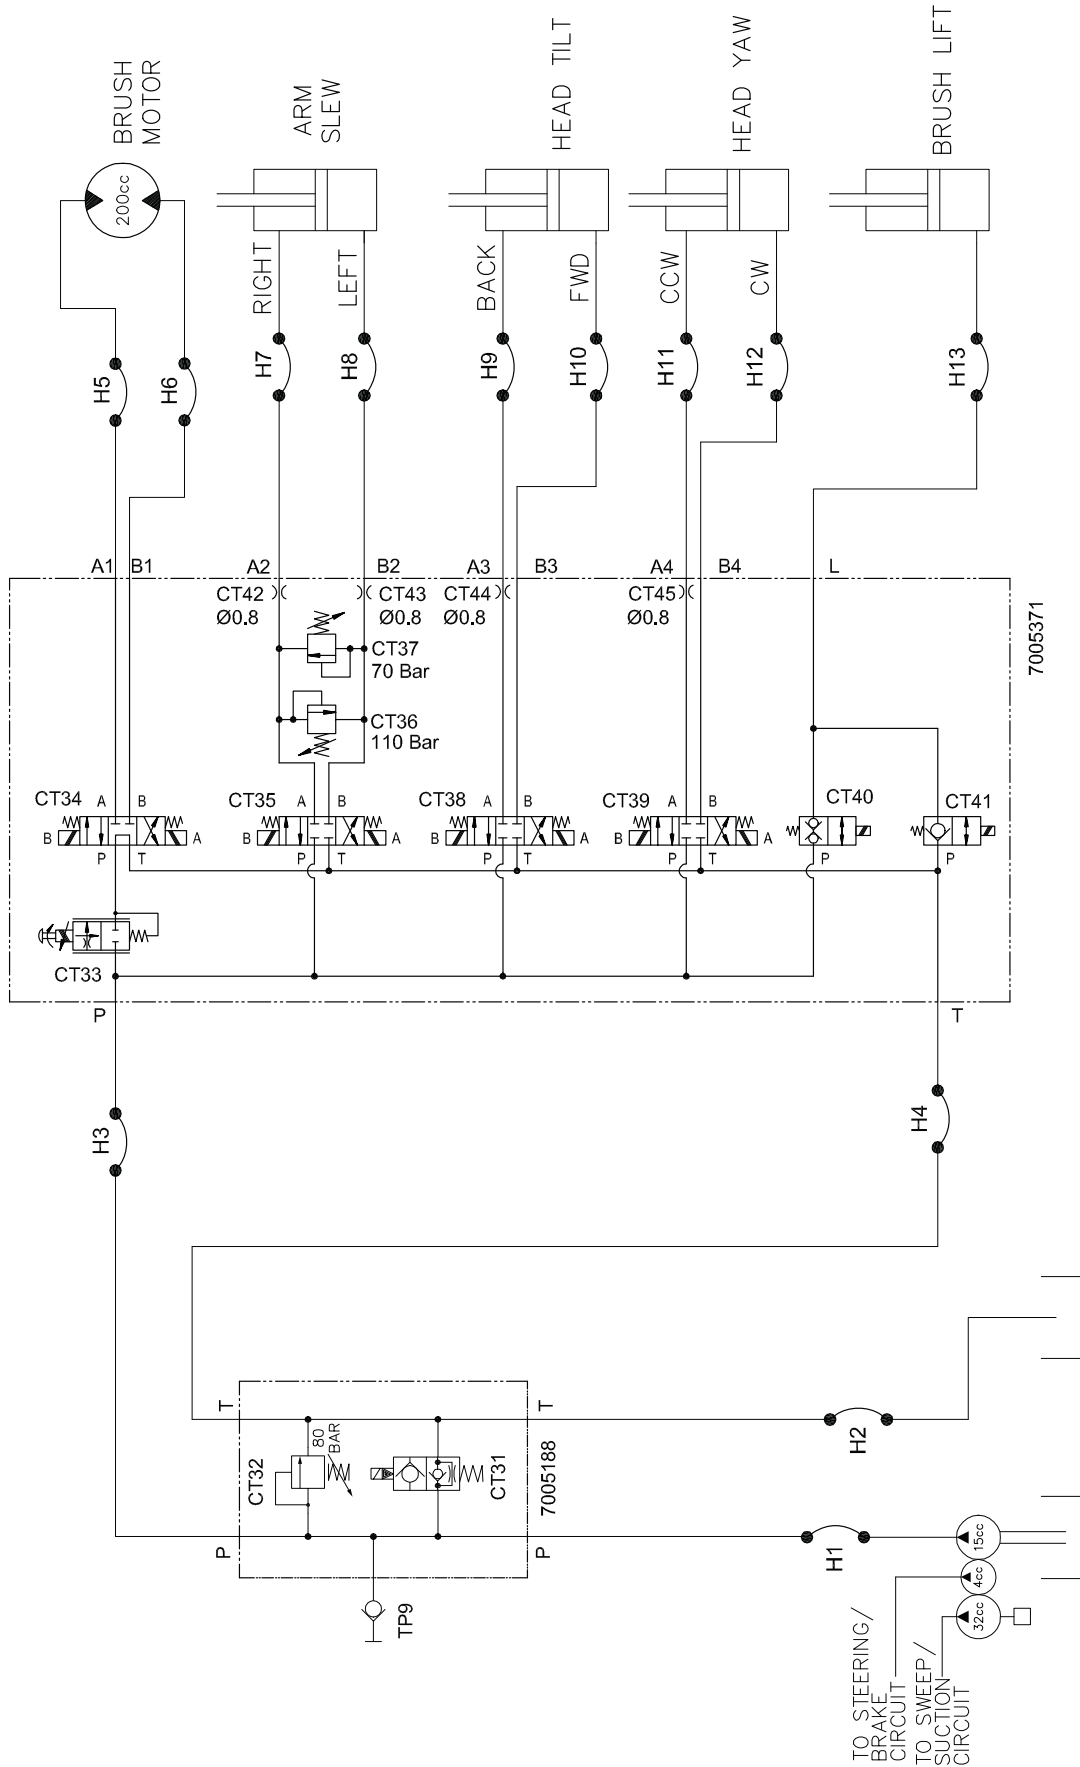 BRUSH
MOTOR
200cc
ARM
SLEW
HEAD TILT
HEAD YAW
BRUSH LIFT
RIGHT
LEFT
BACK
FWD
CCW
CW
H5
H6
H7
H8
H9
H10
H11
H12
H13
A1
B1
A2
B2
A3
B3
A4
B4
L
CT42
Ø0.8
CT43
Ø0.8
CT44
Ø0.8
CT45
Ø0.8
CT37
70 Bar
CT36
110 Bar
7005371
CT34
A
B
B
A
P
T
CT35
A
B
B
A
P
T
CT38
A
B
B
A
P
T
CT39
A
B
B
A
P
T
CT40
P
CT41
P
CT33
P
T
H3
H4
T
T
CT32
80
BAR
CT31
7005188
P
P
TP9
H2
H1
15cc
4cc
32cc
TO STEERING/
BRAKE
CIRCUIT
TO SWEEP/
SUCTION
CIRCUIT